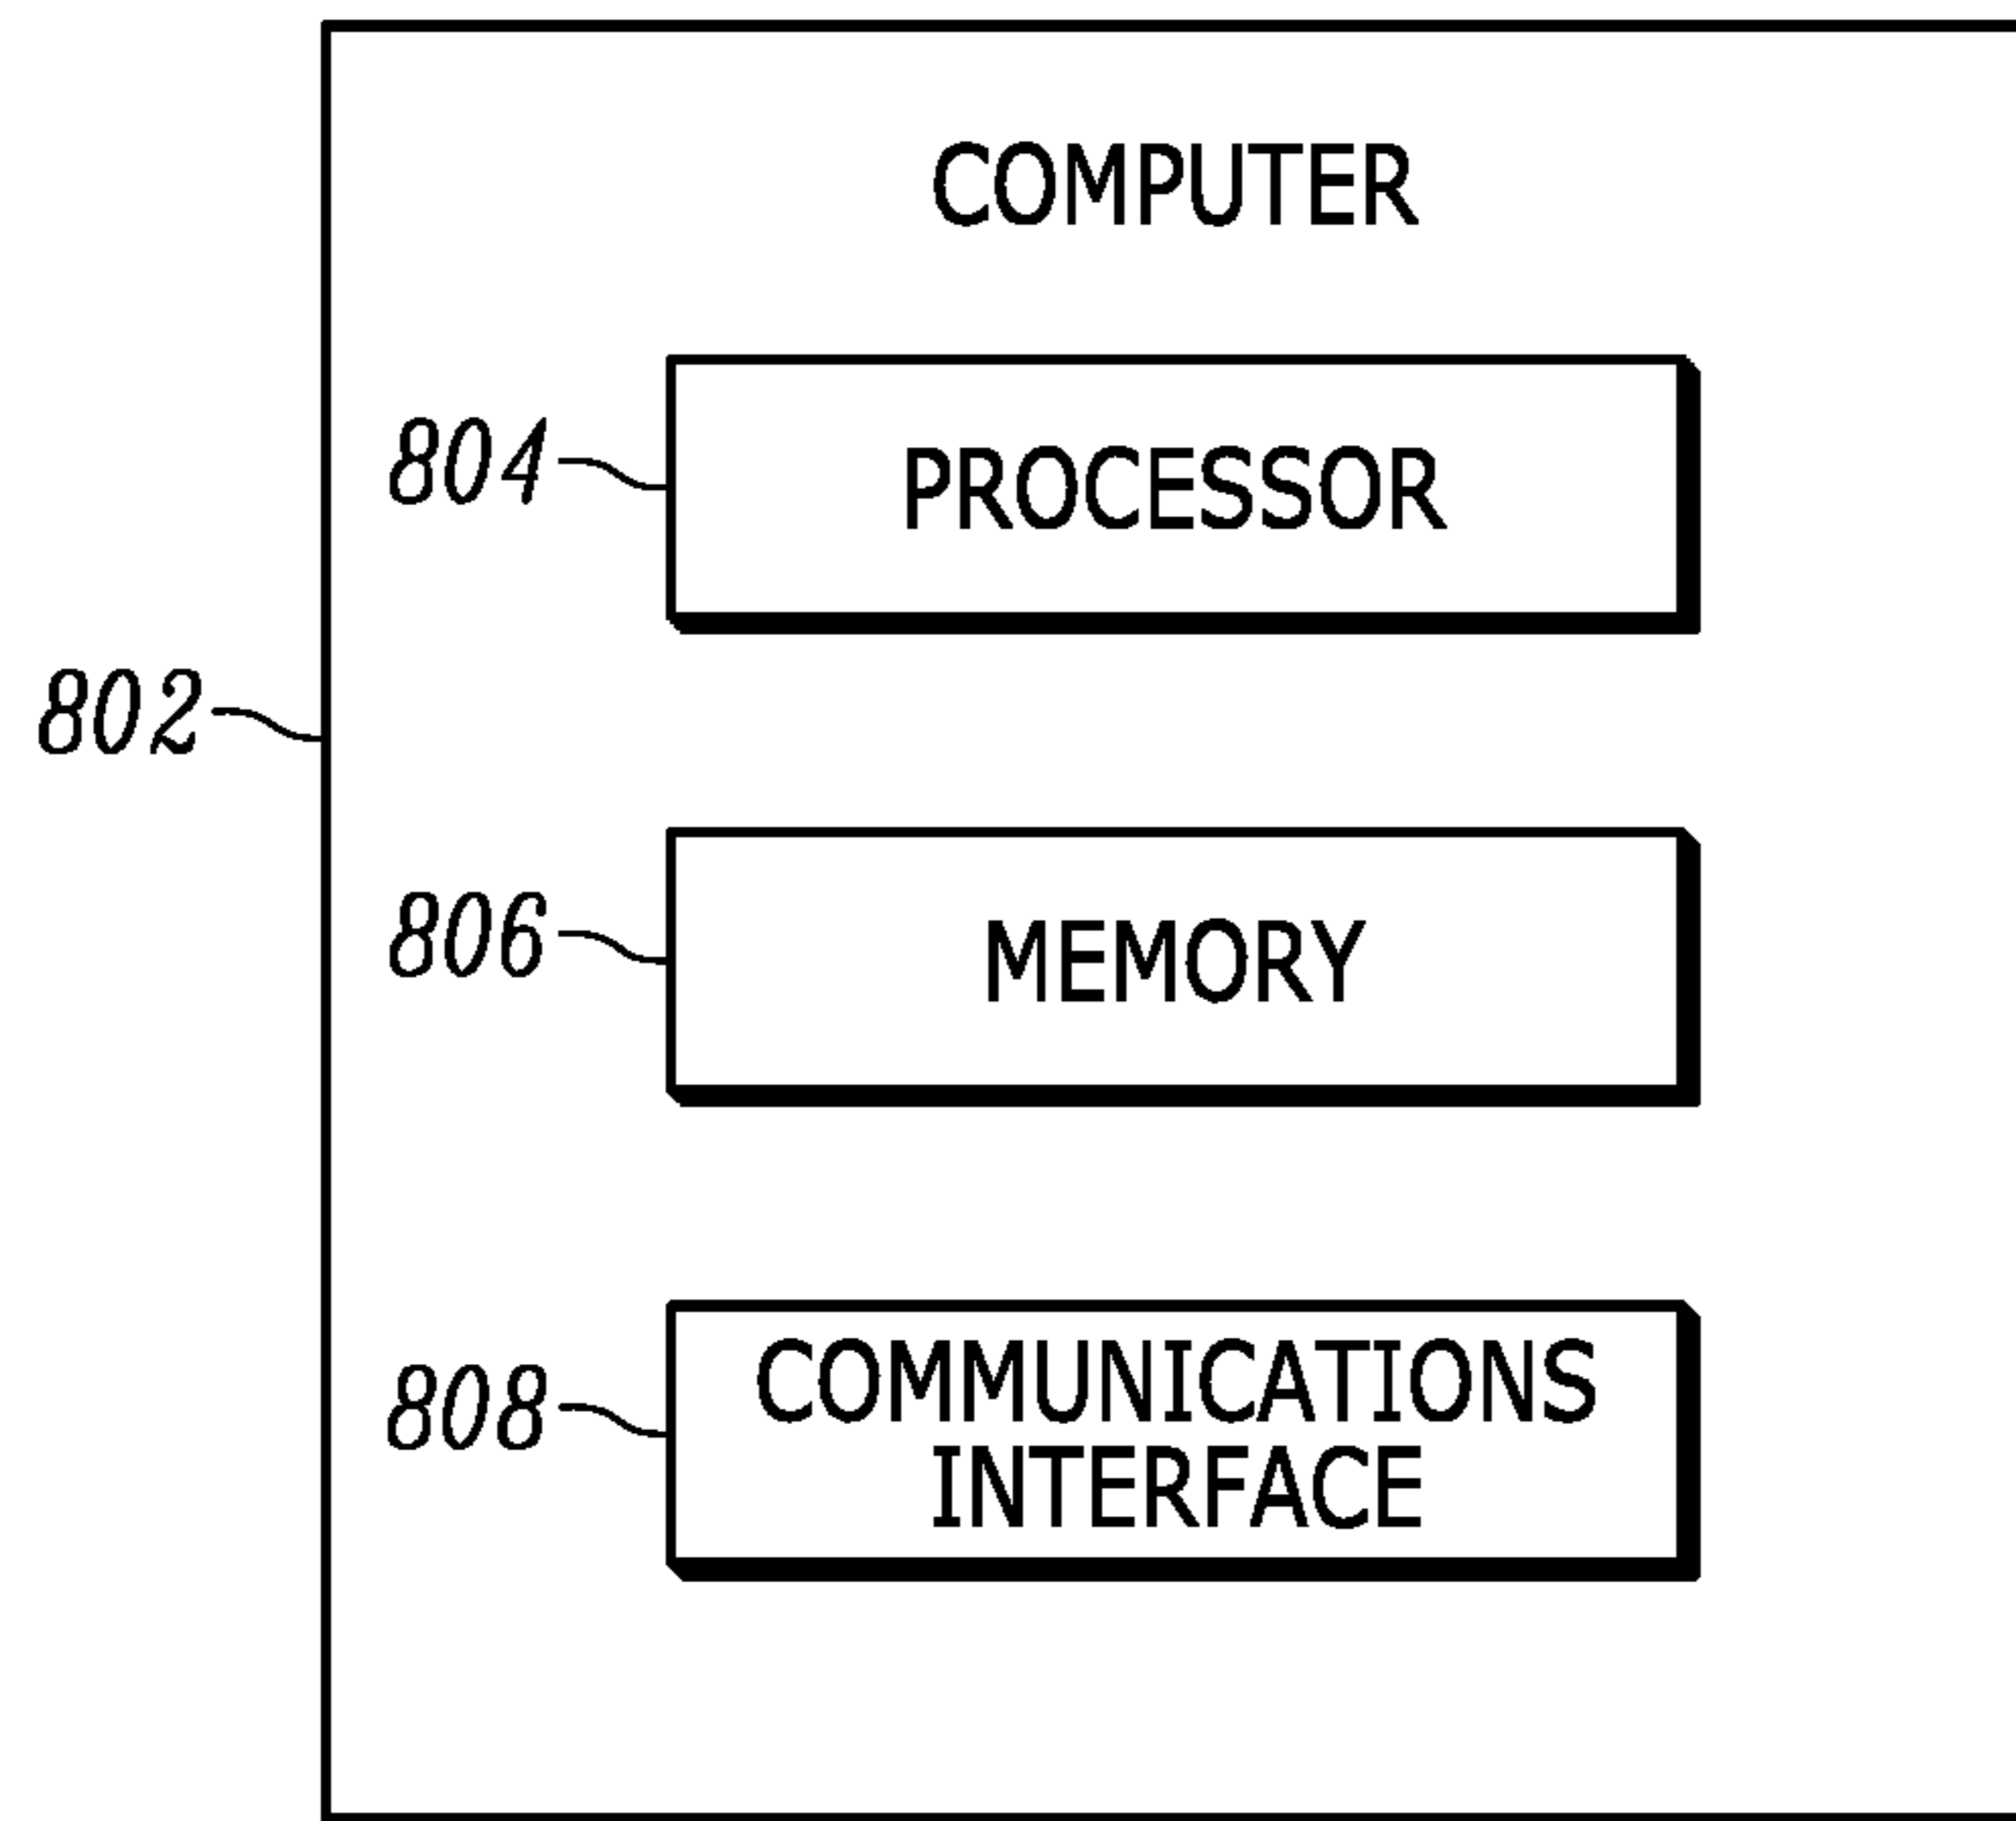 COMPUTER
804
PROCESSOR
802
806
MEMORY
808
COMMUNICATIONS
INTERFACE